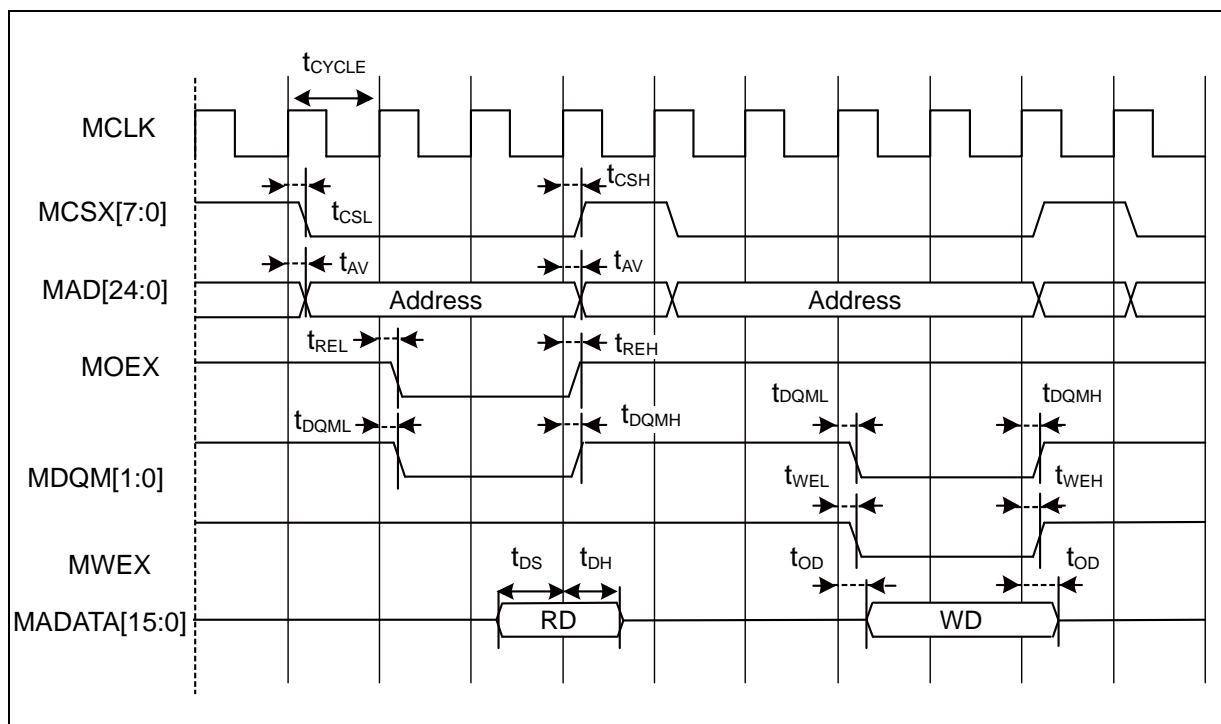 tCYCLE
MCLK
tCSH
MCSX[7:0]
tCSL
tAV tAV
MAD[24:0]
Address Address
tREL tREH
MOEX
tDQML tDQMH tDQML tDQMH
MDQM[1:0]
tWEL tWEH
MWEX
tDS tDH tOD tOD
MADATA[15:0]
RD WD